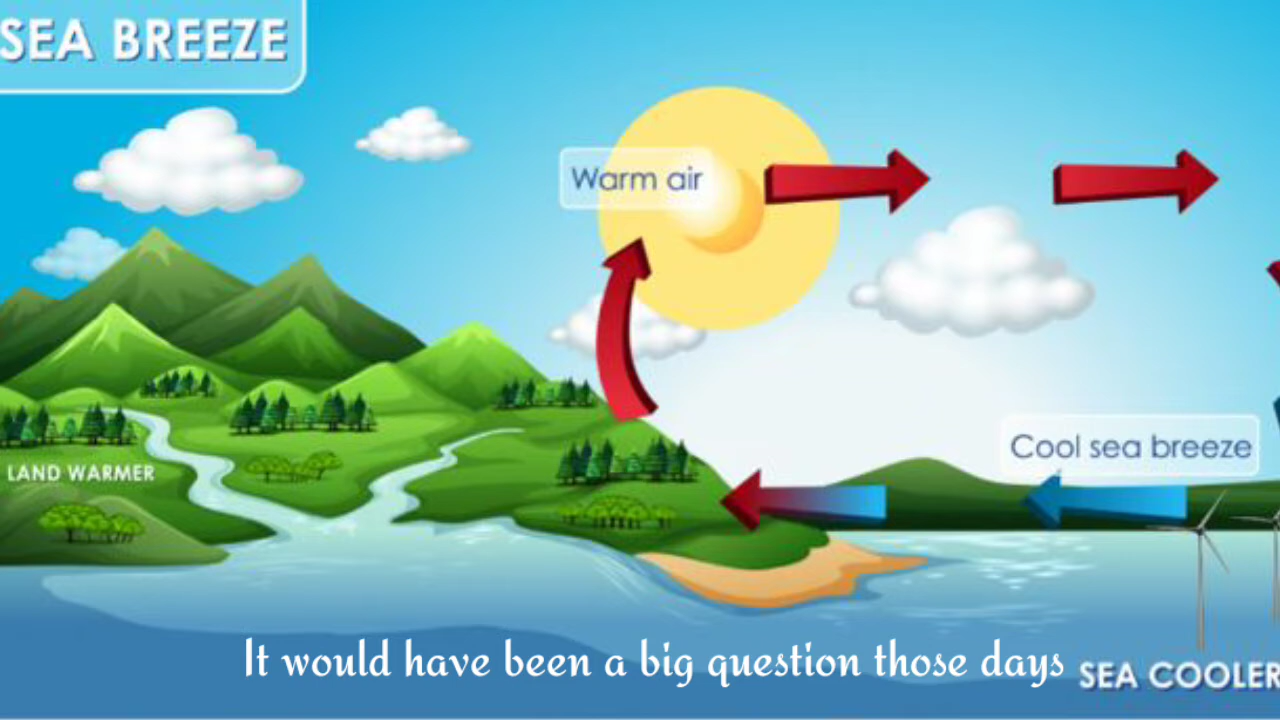 SEA BREEZE
Warm air
Cool sea breeze
LAND WARMER
It would have been a big question those days
SEA COOLER